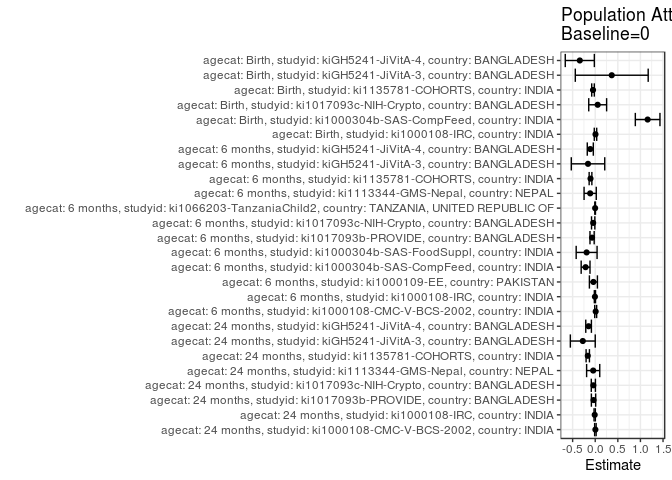 Population Att
Baseline=0
agecat: Birth, studyid: kiGH5241-JiVitA-4, country: BANGLADESH
agecat: Birth, studyid: kiGH5241-JiVitA-3, country: BANGLADESH
agecat: Birth, studyid: ki1135781-COHORTS, country: INDIA
agecat: Birth, studyid: ki1017093c-NIH-Crypto, country: BANGLADESH
agecat: Birth, studyid: ki1000304b-SAS-CompFeed, country: INDIA
agecat: Birth, studyid: ki1000108-IRC, country: INDIA
agecat: 6 months, studyid: kiGH5241-JiVitA-4, country: BANGLADESH
agecat: 6 months, studyid: kiGH5241-JiVitA-3, country: BANGLADESH
agecat: 6 months, studyid: ki1135781-COHORTS, country: INDIA
agecat: 6 months, studyid: ki1113344-GMS-Nepal, country: NEPAL
agecat: 6 months, studyid: ki1066203-TanzaniaChild2, country: TANZANIA, UNITED REPUBLIC OF
agecat: 6 months, studyid: ki1017093c-NIH-Crypto, country: BANGLADESH
agecat: 6 months, studyid: ki1017093b-PROVIDE, country: BANGLADESH
agecat: 6 months, studyid: ki1000304b-SAS-FoodSuppl, country: INDIA
agecat: 6 months, studyid: ki1000304b-SAS-CompFeed, country: INDIA
agecat: 6 months, studyid: ki1000109-EE, country: PAKISTAN
agecat: 6 months, studyid: ki1000108-IRC, country: INDIA
agecat: 6 months, studyid: ki1000108-CMC-V-BCS-2002, country: INDIA
agecat: 24 months, studyid: kiGH5241-JiVitA-4, country: BANGLADESH
agecat: 24 months, studyid: kiGH5241-JiVitA-3, country: BANGLADESH
agecat: 24 months, studyid: ki1135781-COHORTS, country: INDIA
agecat: 24 months, studyid: ki1113344-GMS-Nepal, country: NEPAL
agecat: 24 months, studyid: ki1017093c-NIH-Crypto, country: BANGLADESH
agecat: 24 months, studyid: ki1017093b-PROVIDE, country: BANGLADESH
agecat: 24 months, studyid: ki1000108-IRC, country: INDIA
agecat: 24 months, studyid: ki1000108-CMC-V-BCS-2002, country: INDIA
-0.5 0.0 0.5 1.0 1.5
Estimate